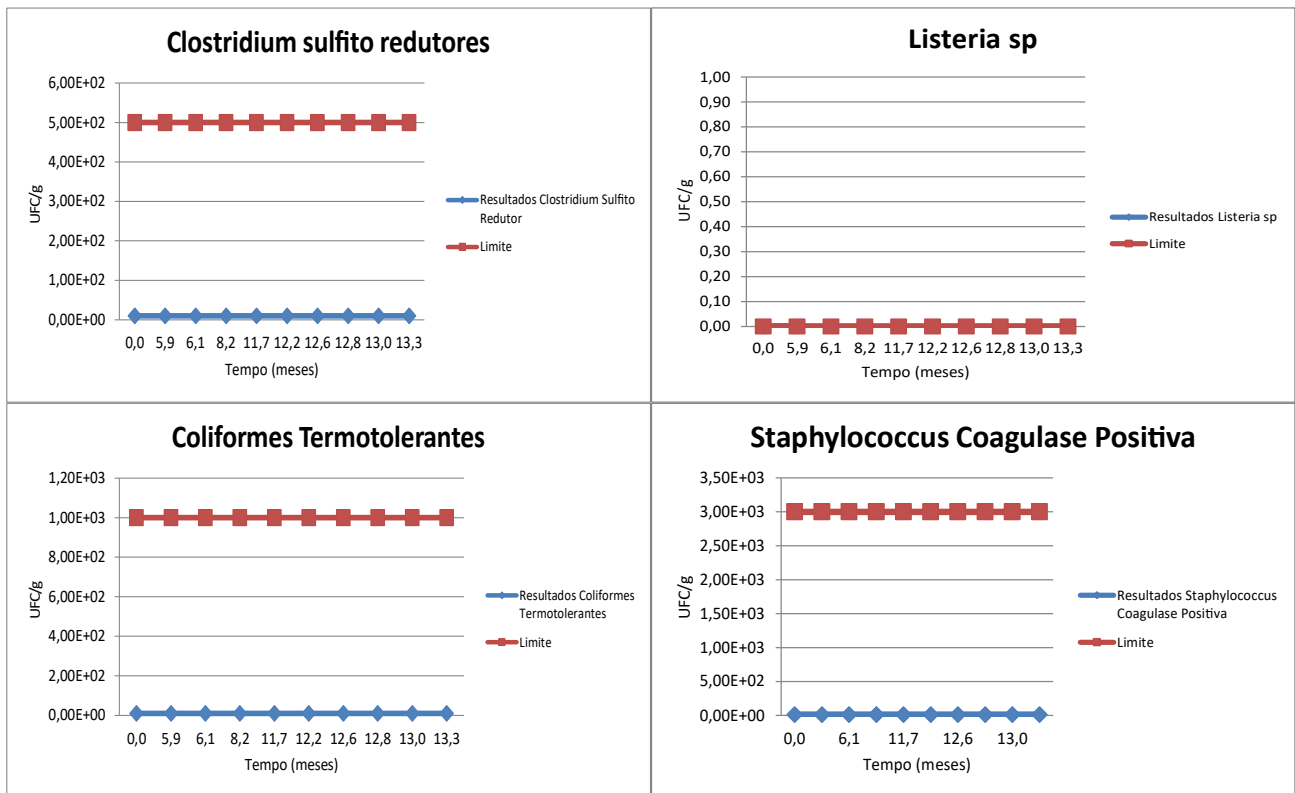 Clostridium sulfito redutores
6,00E+02
5,00E+02
4,00E+02
3,00E+02
2,00E+02
1,00E+02
0,00E+00
UFC/g
0,0 5,9 6,1 8,2 11,7 12,2 12,6 12,8 13,0 13,3
Tempo (meses)
Resultados Clostridium Sulfito
Redutor
Limite
Listeria sp
1,00
0,90
0,80
0,70
0,60
0,50
0,40
0,30
0,20
0,10
0,00
UFC/g
0,0 5,9 6,1 8,2 11,7 12,2 12,6 12,8 13,0 13,3
Tempo (meses)
Resultados Listeria sp
Limite
Coliformes Termotolerantes
1,20E+03
1,00E+03
8,00E+02
6,00E+02
4,00E+02
2,00E+02
0,00E+00
UFC/g
0,0 5,9 6,1 8,2 11,7 12,2 12,6 12,8 13,0 13,3
Tempo (meses)
Resultados Coliformes
Termotolerantes
Limite
Staphylococcus Coagulase Positiva
3,50E+03
3,00E+03
2,50E+03
2,00E+03
1,50E+03
1,00E+03
5,00E+02
0,00E+00
UFC/g
0,0 6,1 11,7 12,6 13,0
Tempo (meses)
Resultados Staphylococcus
Coagulase Positiva
Limite